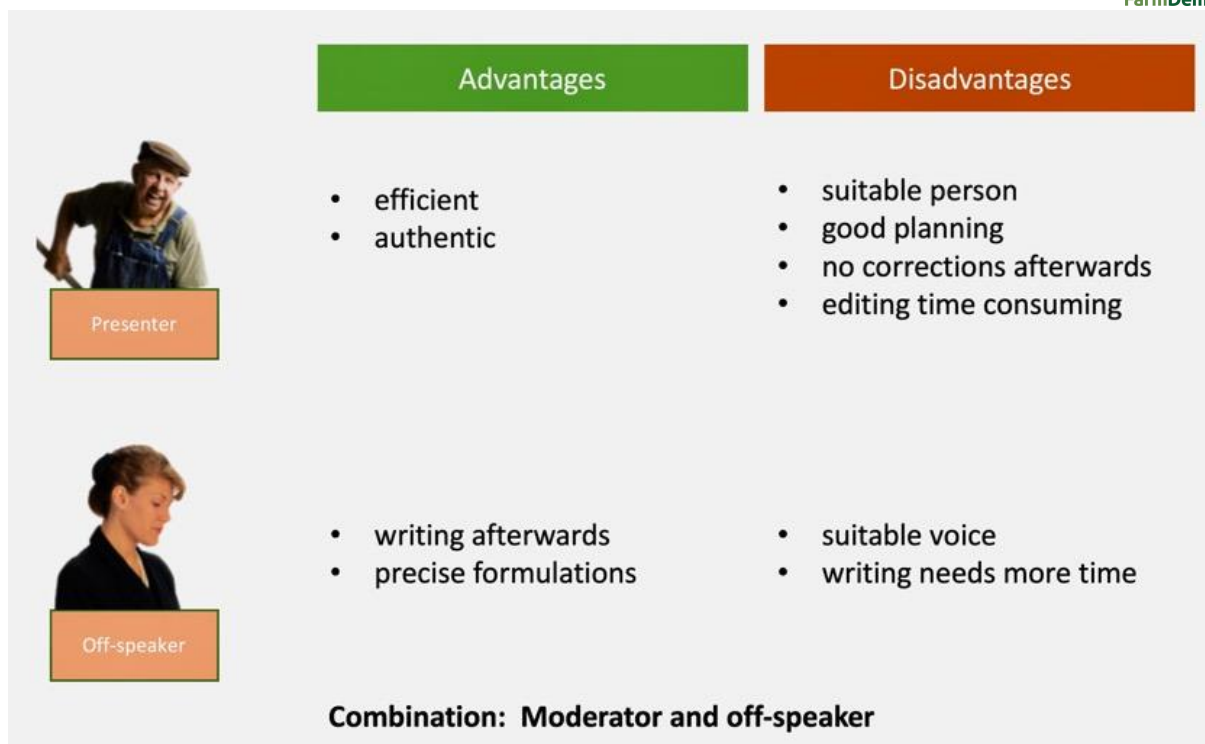 Advantages
Disadvantages
• efficient
• authentic
• suitable person
• good planning
• no corrections afterwards
• editing time consuming
Presenter
• writing afterwards
• precise formulations
• suitable voice
• writing needs more time
Off-speaker
Combination: Moderator and off-speaker